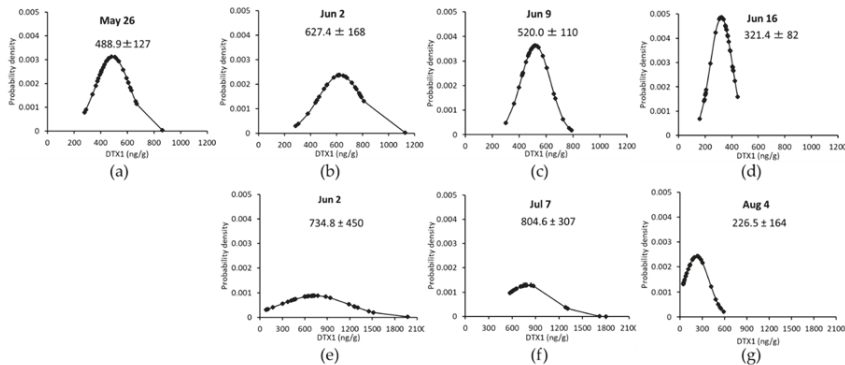 May 26
488.9±127
Probability density
0.005
0.004
0.003
0.002
0.001
0
0 200 400 600 800 1000 1200
DTX1 (ng/g)
(a)
Jun 2
627.4 ± 168
Probability density
0.005
0.004
0.003
0.002
0.001
0
0 200 400 600 800 1000 1200
DTX1 (ng/g)
(b)
Jun 9
520.0 ± 110
Probability density
0.005
0.004
0.003
0.002
0.001
0
0 200 400 600 800 1000 1200
DTX1 (ng/g)
(c)
Jun 16
321.4 ± 82
Probability density
0.005
0.004
0.003
0.002
0.001
0
0 200 400 600 800 1000 1200
DTX1 (ng/g)
(d)
Jun 2
734.8 ± 450
Probability density
0.005
0.004
0.003
0.002
0.001
0.000
0 300 600 900 1200 1500 1800 2100
DTX1 (ng/g)
(e)
Jul 7
804.6 ± 307
Probability density
0.005
0.004
0.003
0.002
0.001
0.000
0 300 600 900 1200 1500 1800 2100
DTX1 (ng/g)
(f)
Aug 4
226.5 ± 164
Probability density
0.005
0.004
0.003
0.002
0.001
0.000
0 300 600 900 1200 1500 1800 2100
DTX1 (ng/g)
(g)